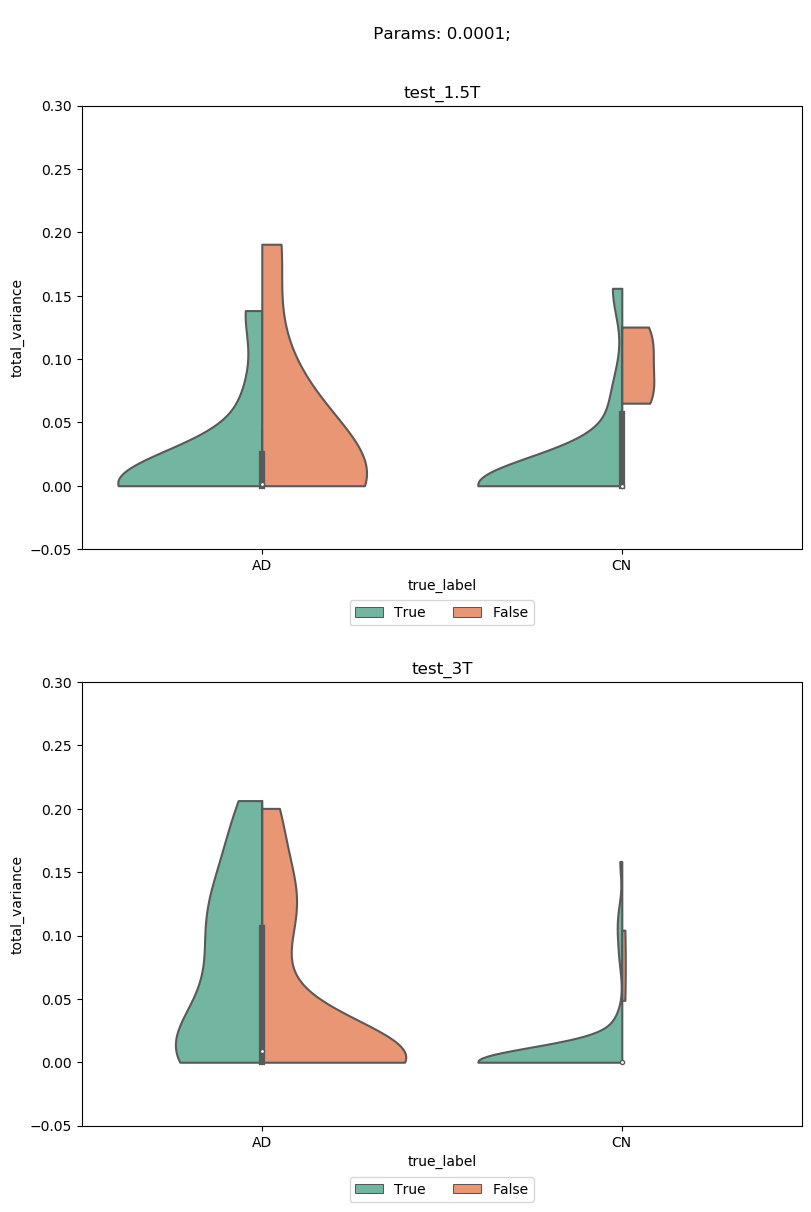 Params: 0.0001;
test_1.5T
0.30
0.25
0.20
0.15
0.10
0.05
0.00
−0.05
total_variance
AD
CN
true_label
True
False
test_3T
0.30
0.25
0.20
0.15
0.10
0.05
0.00
−0.05
total_variance
AD
CN
true_label
True
False